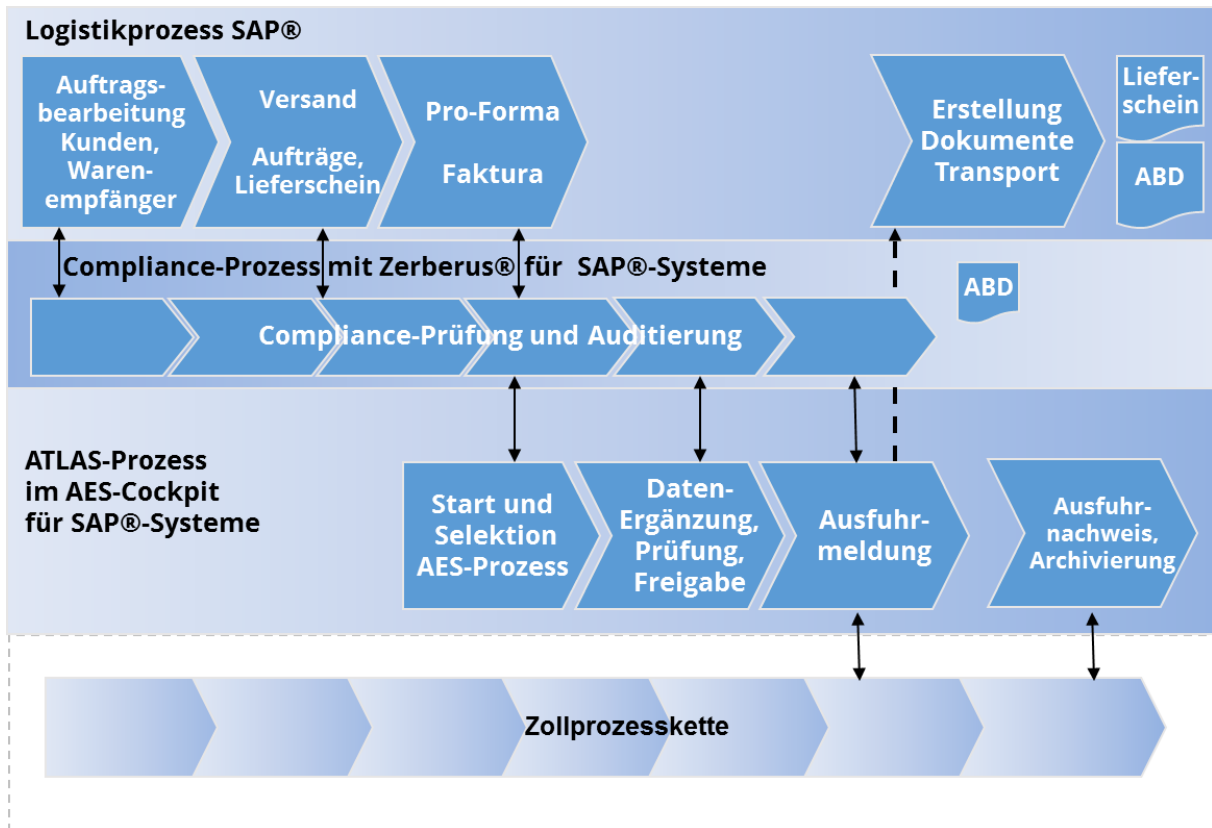 Logistikprozess SAP®
Auftrags-
bearbeitung
Kunden,
Waren-
empfänger
Versand
Aufträge,
Lieferschein
Pro-Forma
Faktura
Erstellung
Dokumente
Transport
Liefer-
schein
ABD
Compliance-Prozess mit Zerberus® für SAP®-Systeme
ABD
Compliance-Prüfung und Auditierung
ATLAS-Prozess
im AES-Cockpit
für SAP®-Systeme
Start und
Selektion
AES-Prozess
Daten-
Ergänzung,
Prüfung,
Freigabe
Ausfuhr-
meldung
Ausfuhr-
nachweis,
Archivierung
Zollprozesskette